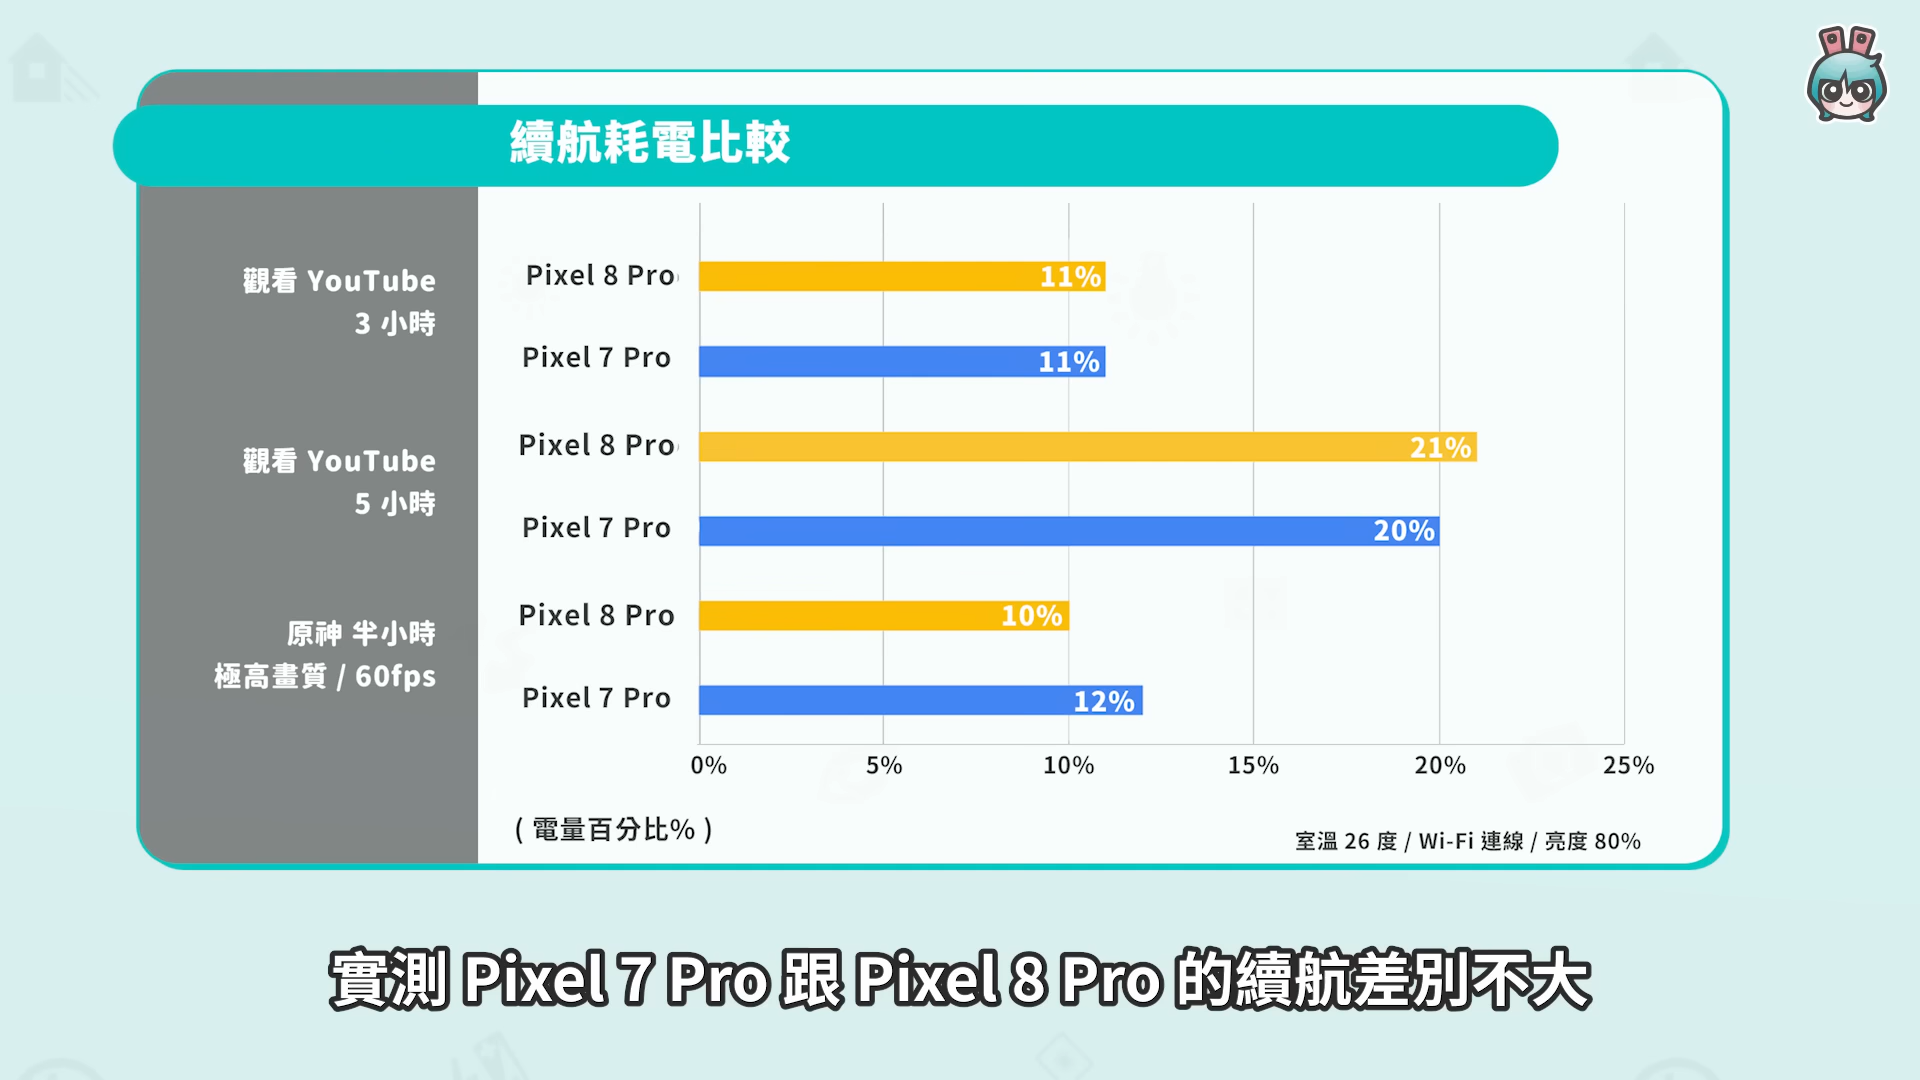 續航耗電比較
觀看 YouTube
3 小時
Pixel 8 Pro
11%
Pixel 7 Pro
11%
觀看 YouTube
5 小時
Pixel 8 Pro
21%
Pixel 7 Pro
20%
原神 半小時
極高畫質 / 60fps
Pixel 8 Pro
10%
Pixel 7 Pro
12%
0% 5% 10% 15% 20% 25%
( 電量百分比% )
室溫 26 度 / Wi-Fi 連線 / 亮度 80%
實測 Pixel 7 Pro 跟 Pixel 8 Pro 的續航差別不大